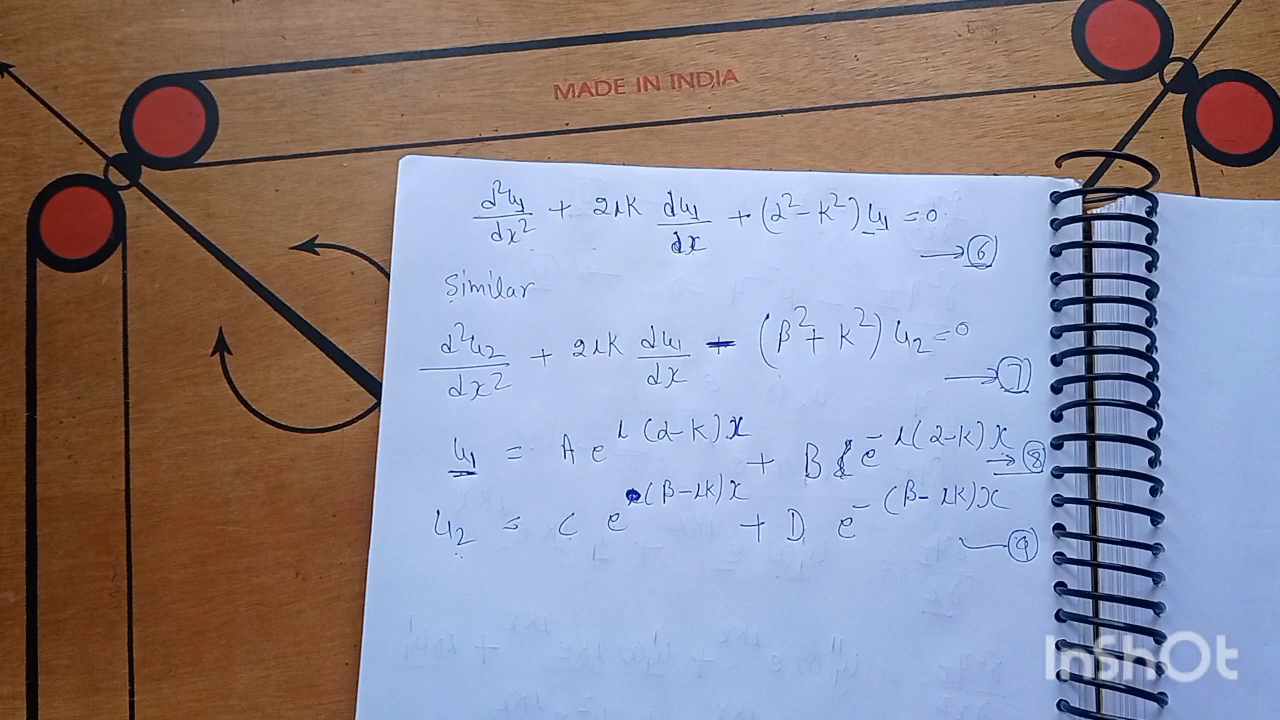 MADE IN INDIA
d²u₁/dx² + 2ik du₁/dx + (α² - k²) u₁ = 0
→ ⑥
Similar
d²u₂/dx² + 2ik du₁/dx - (β² + k²) u₂ = 0
→ ⑦
u₁ = A e^{i(α-k)x} + B e^{-i(α-k)x} → ⑧
u₂ = C e^{(β-ik)x} + D e^{-(β-ik)x}
— ⑨
InShOt